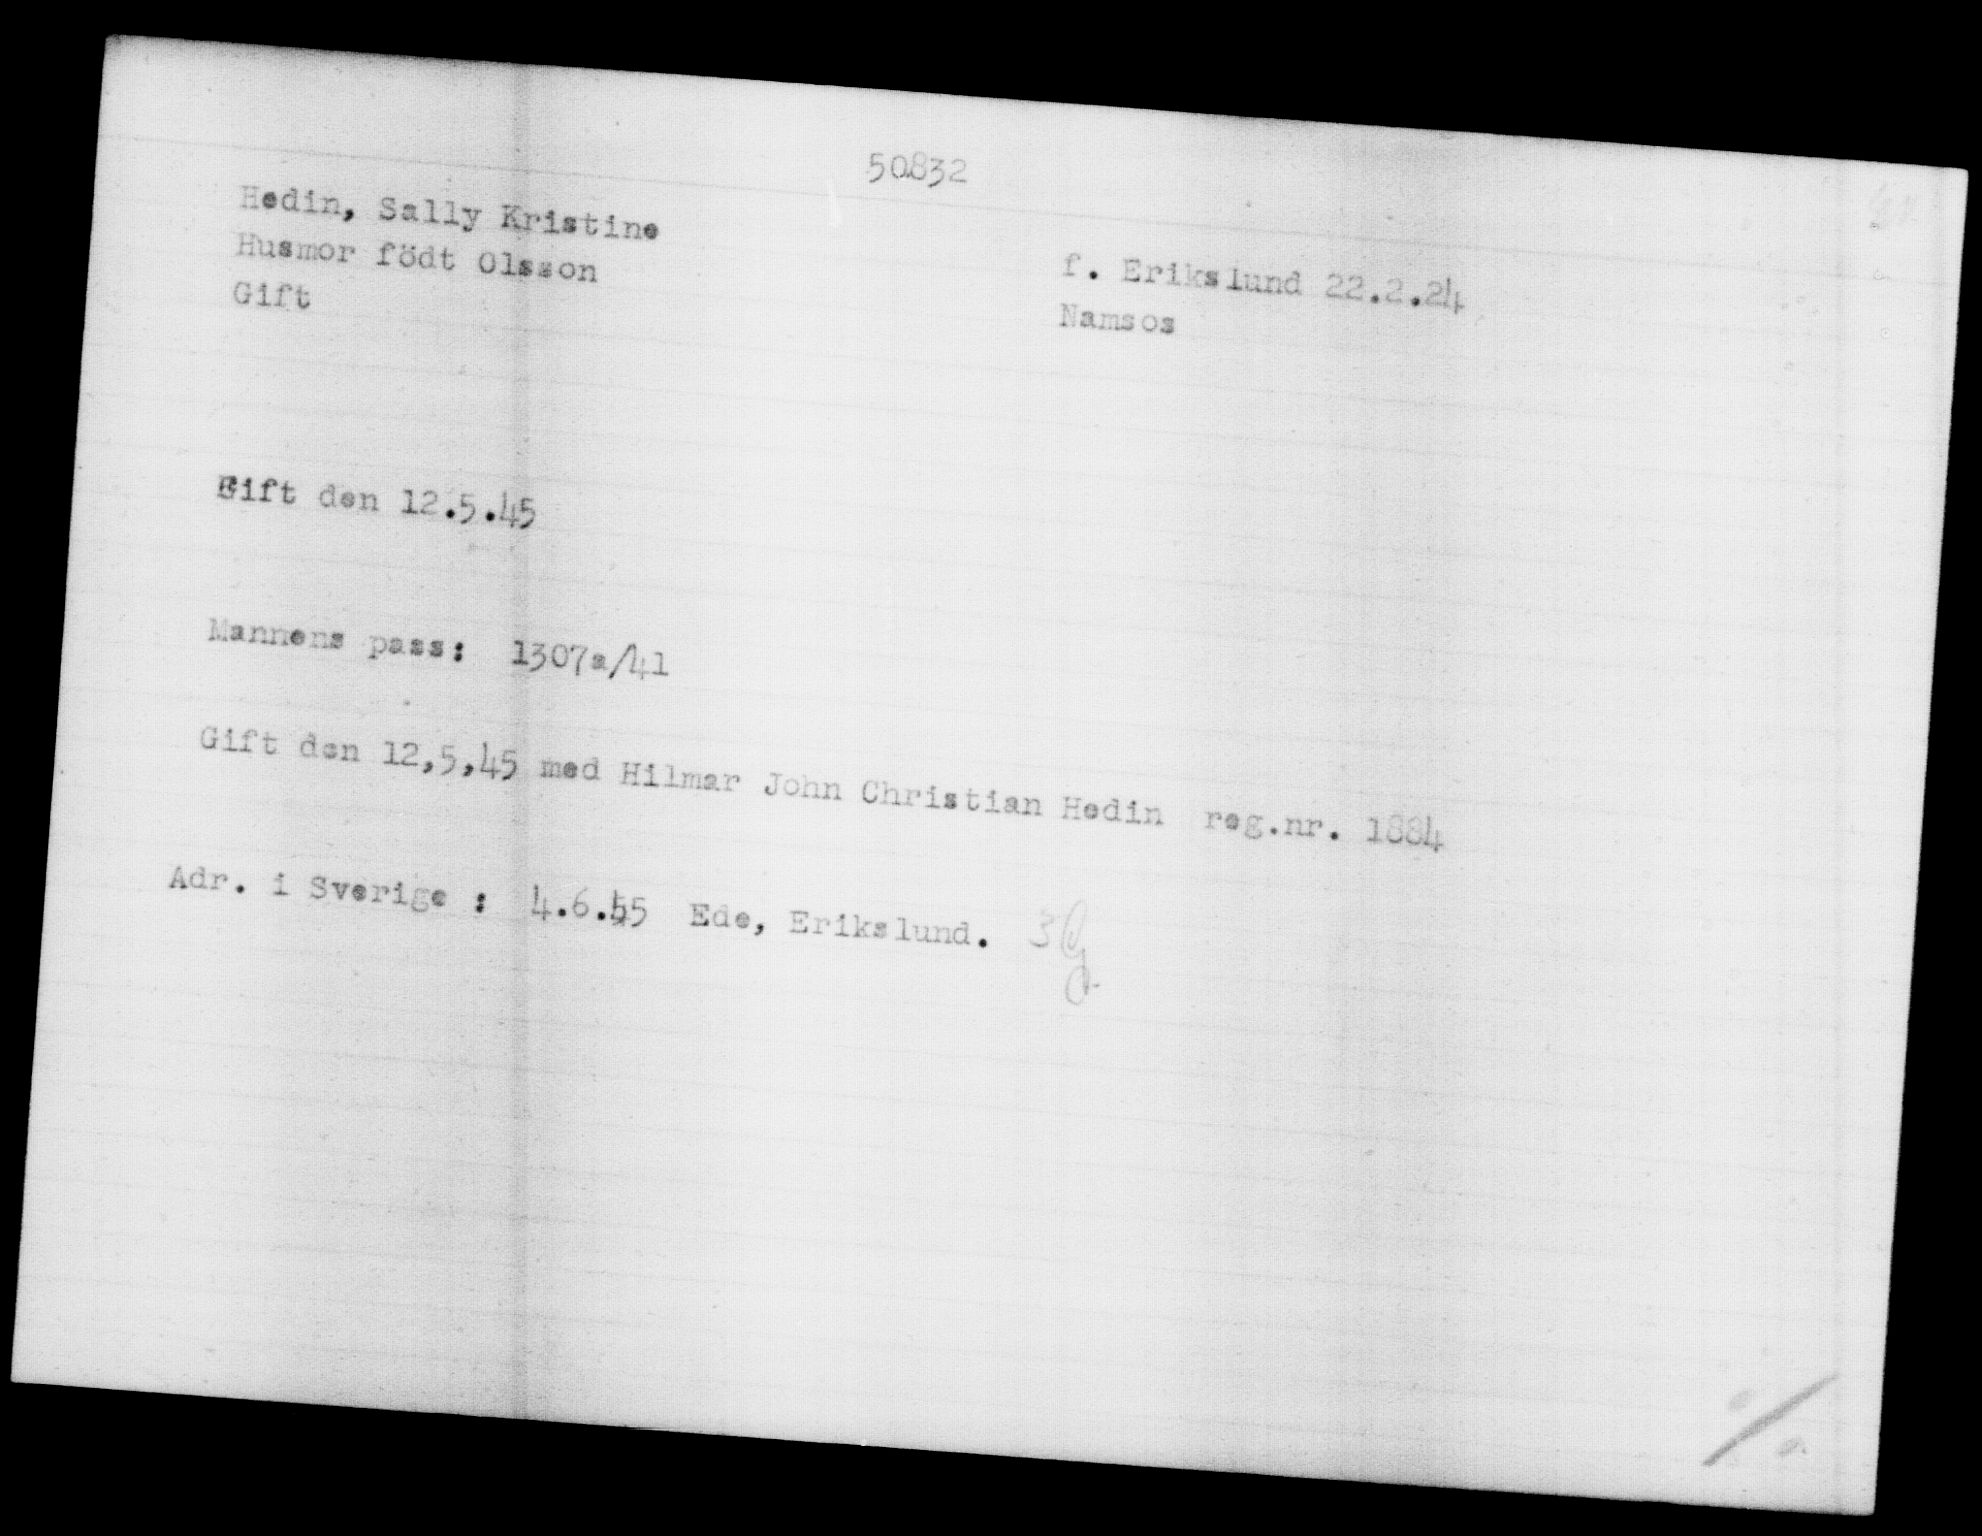 50832
Hedin, Sally Kristine
Husmor födt Olsson
f. Erikslund 22.2.24
Gift
Namsos
Gift den 12.5.45
Mannens pass: 1307a/41
Gift den 12,5,45 med Hilmar John Christian Hedin reg.nr. 1884
Adr. i Sverige : 4.6.45 Ede, Erikslund.